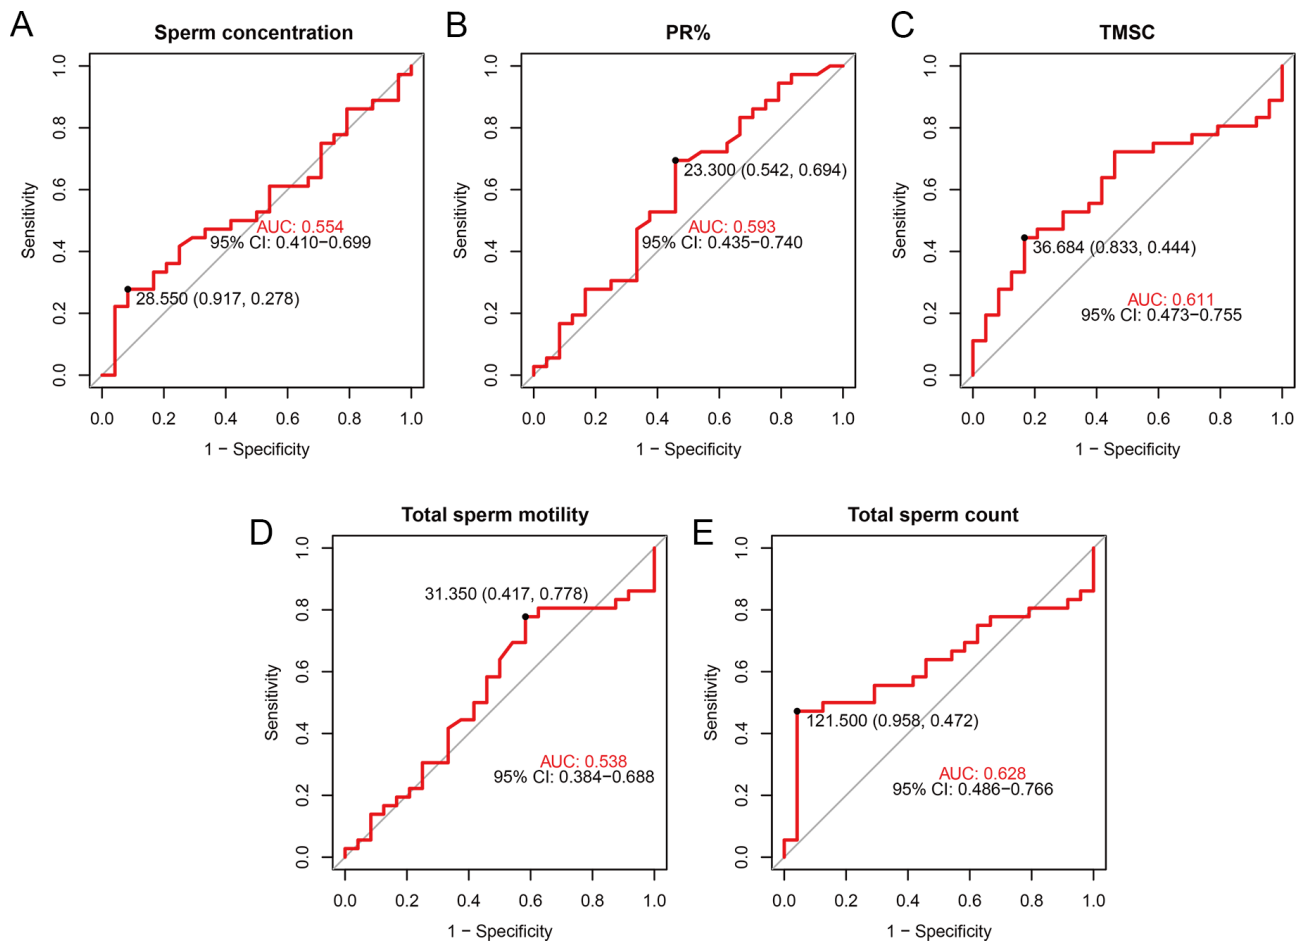 A
Sperm concentration
Sensitivity
0.0
0.2
0.4
0.6
0.8
1.0
AUC: 0.554
95% CI: 0.410−0.699
28.550 (0.917, 0.278)
0.0 0.2 0.4 0.6 0.8 1.0
1 − Specificity
B
PR%
Sensitivity
0.0
0.2
0.4
0.6
0.8
1.0
23.300 (0.542, 0.694)
AUC: 0.593
95% CI: 0.435−0.740
0.0 0.2 0.4 0.6 0.8 1.0
1 − Specificity
C
TMSC
Sensitivity
0.0
0.2
0.4
0.6
0.8
1.0
36.684 (0.833, 0.444)
AUC: 0.611
95% CI: 0.473−0.755
0.0 0.2 0.4 0.6 0.8 1.0
1 − Specificity
D
Total sperm motility
Sensitivity
0.0
0.2
0.4
0.6
0.8
1.0
31.350 (0.417, 0.778)
AUC: 0.538
95% CI: 0.384−0.688
0.0 0.2 0.4 0.6 0.8 1.0
1 − Specificity
E
Total sperm count
Sensitivity
0.0
0.2
0.4
0.6
0.8
1.0
121.500 (0.958, 0.472)
AUC: 0.628
95% CI: 0.486−0.766
0.0 0.2 0.4 0.6 0.8 1.0
1 − Specificity